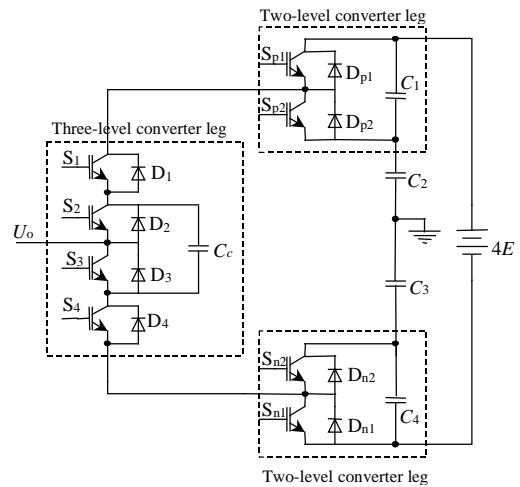 Two-level converter leg
Sp1
Dp1
C1
Sp2
Dp2
Three-level converter leg
S1
D1
C2
S2
D2
Uo
Cc
4E
S3
D3
C3
S4
D4
Sn2
Dn2
C4
Sn1
Dn1
Two-level converter leg